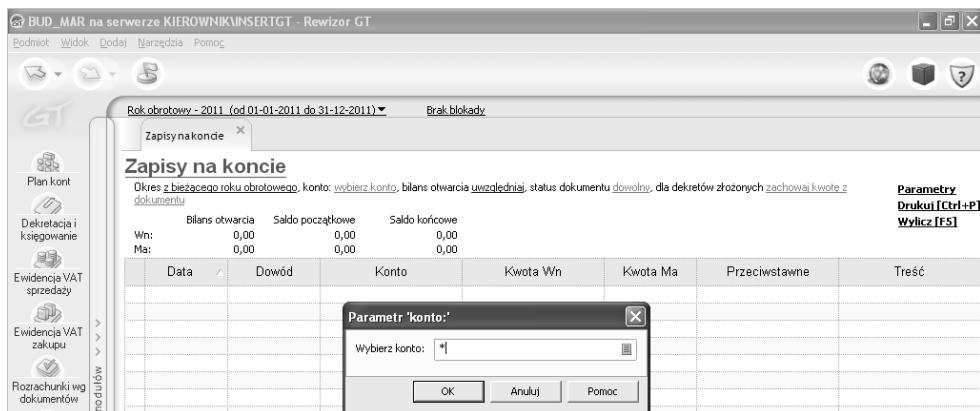 BUD_MAR na serwerze KIEROWNIK\INSERTGT - Rewizor GT
Podmiot Widok Dodaj Narzędzia Pomoc
GT
Rok obrotowy - 2011 (od 01-01-2011 do 31-12-2011) Brak blokady
Zapisy na koncie
Zapisy na koncie
Okres z bieżącego roku obrotowego, konto: wybierz konto, bilans otwarcia uwzględniaj, status dokumentu dowolny, dla dekretów złożonych zachowaj kwotę z
dokumentu
Parametry
Drukuj [Ctrl+P]
Wylicz [F5]
Bilans otwarcia Saldo początkowe Saldo końcowe
Wn: 0,00 0,00 0,00
Ma: 0,00 0,00 0,00
Data Dowód Konto Kwota Wn Kwota Ma Przeciwstawne Treść
Plan kont
Dekretacja i
księgowanie
Ewidencja VAT
sprzedaży
Ewidencja VAT
zakupu
Rozrachunki wg
dokumentów
modułów
Parametr 'konto:'
Wybierz konto: *
OK Anuluj Pomoc